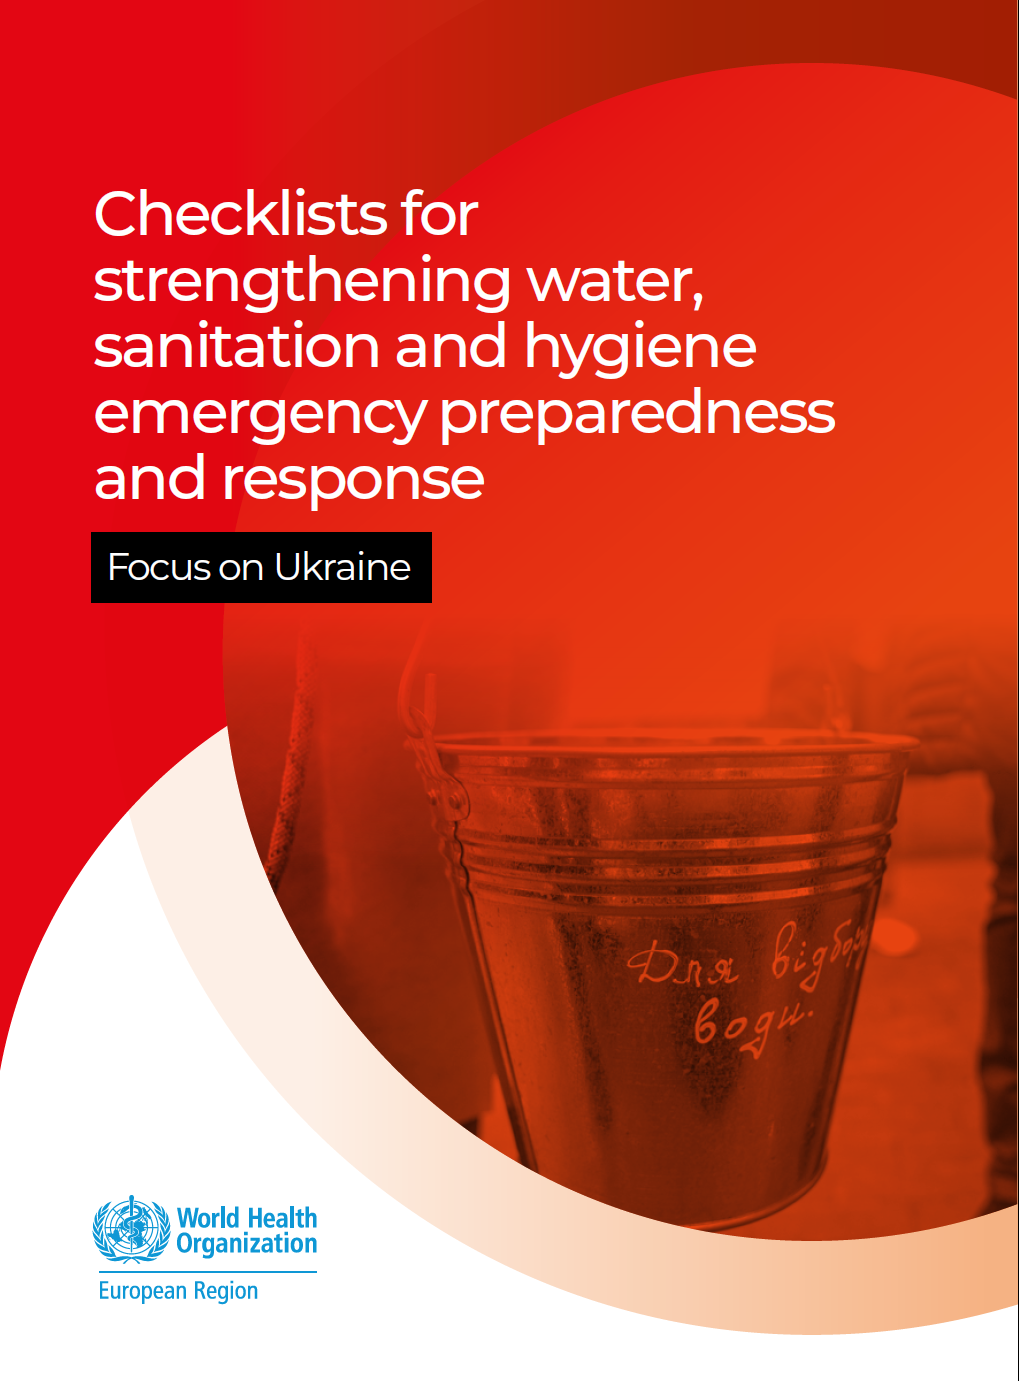 Checklists for
strengthening water,
sanitation and hygiene
emergency preparedness
and response
Focus on Ukraine
Для відбору
води.
World Health
Organization
European Region